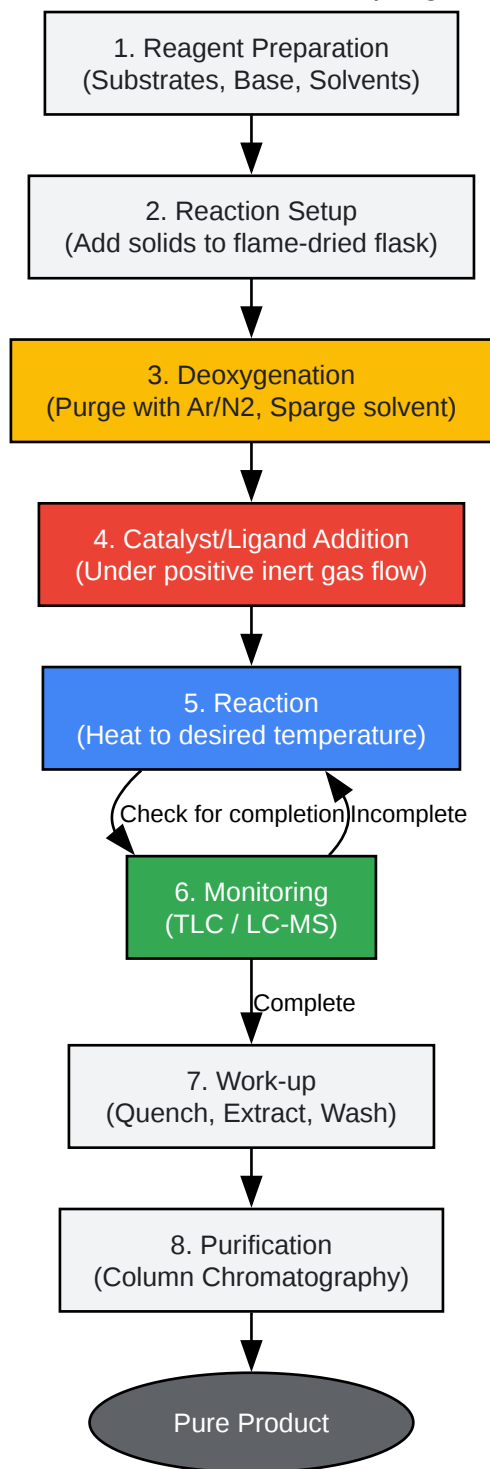 1. Reagent Preparation
(Substrates, Base, Solvents)
2. Reaction Setup
(Add solids to flame-dried flask)
3. Deoxygenation
(Purge with Ar/N2, Sparge solvent)
4. Catalyst/Ligand Addition
(Under positive inert gas flow)
5. Reaction
(Heat to desired temperature)
Check for completion
Incomplete
6. Monitoring
(TLC / LC-MS)
Complete
7. Work-up
(Quench, Extract, Wash)
8. Purification
(Column Chromatography)
Pure Product